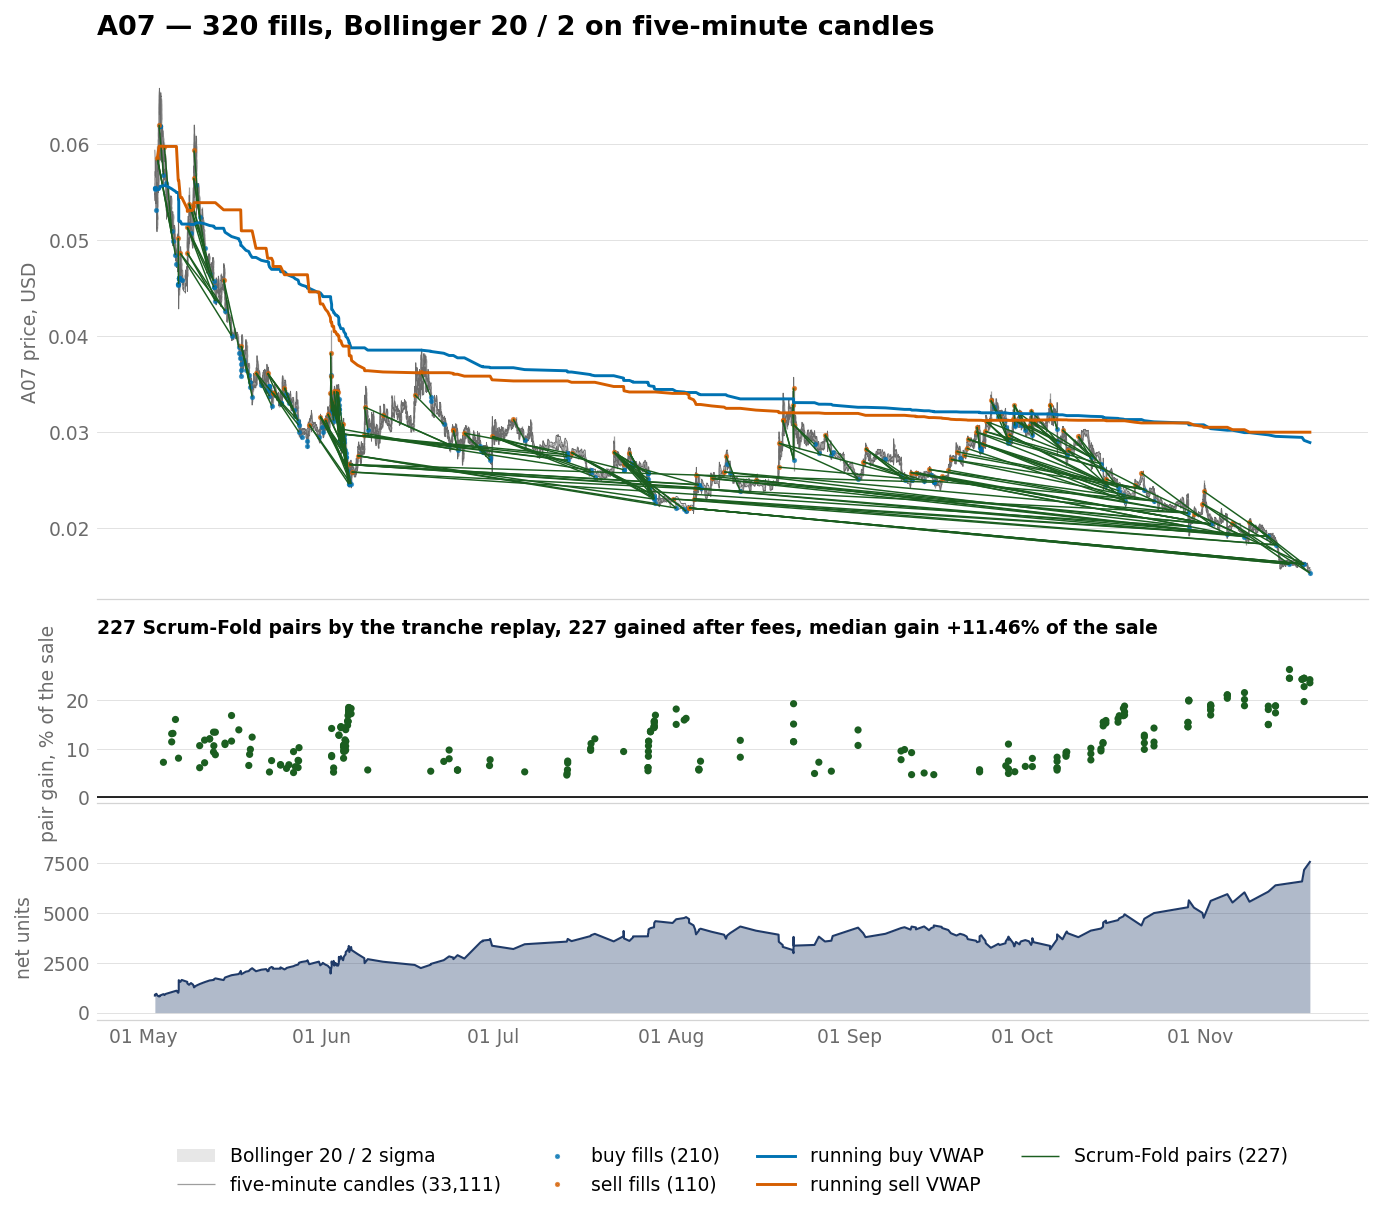 A07 — 320 fills, Bollinger 20 / 2 on five-minute candles
A07 price, USD
0.06
0.05
0.04
0.03
0.02
227 Scrum-Fold pairs by the tranche replay, 227 gained after fees, median gain +11.46% of the sale
pair gain, % of the sale
20
10
0
net units
7500
5000
2500
0
01 May
01 Jun
01 Jul
01 Aug
01 Sep
01 Oct
01 Nov
Bollinger 20 / 2 sigma
five-minute candles (33,111)
buy fills (210)
sell fills (110)
running buy VWAP
running sell VWAP
Scrum-Fold pairs (227)